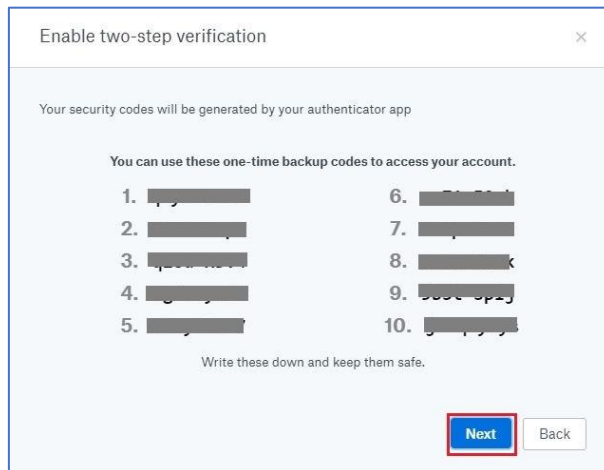 Enable two-step verification
×
Your security codes will be generated by your authenticator app
You can use these one-time backup codes to access your account.
1.
2.
3.
4.
5.
6.
7.
8.
9.
10.
Write these down and keep them safe.
Next Back